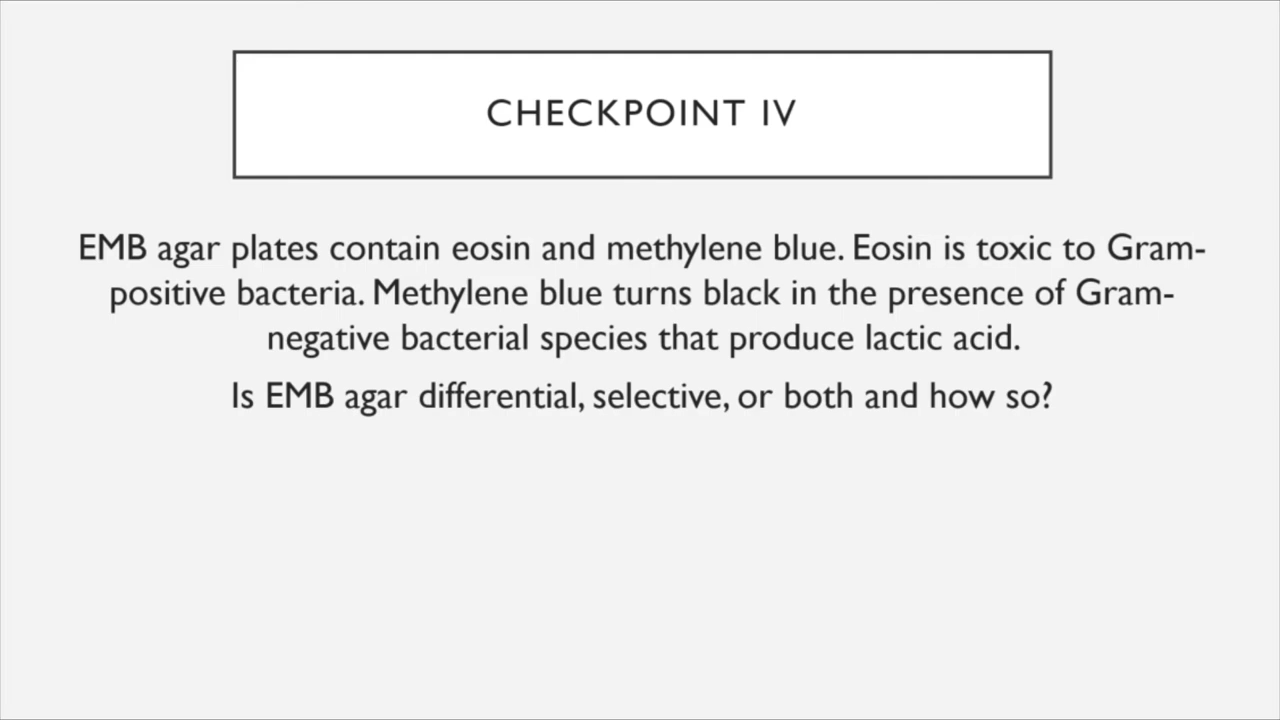 CHECKPOINT IV
EMB agar plates contain eosin and methylene blue. Eosin is toxic to Gram-
positive bacteria. Methylene blue turns black in the presence of Gram-
negative bacterial species that produce lactic acid.
Is EMB agar differential, selective, or both and how so?